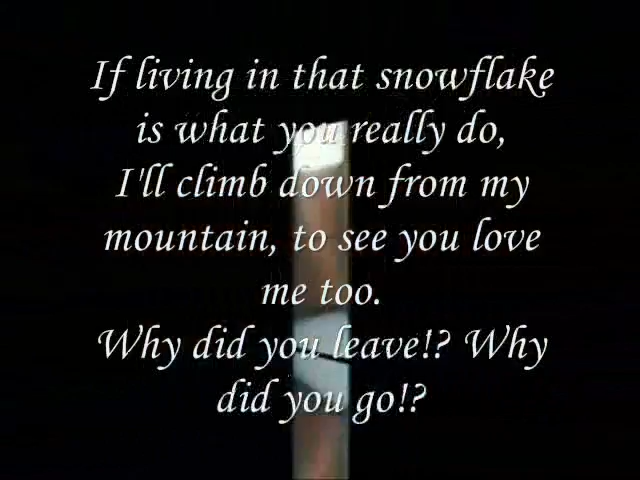 If living in that snowflake
is what you really do,
I'll climb down from my
mountain, to see you love
me too.
Why did you leave!? Why
did you go!?